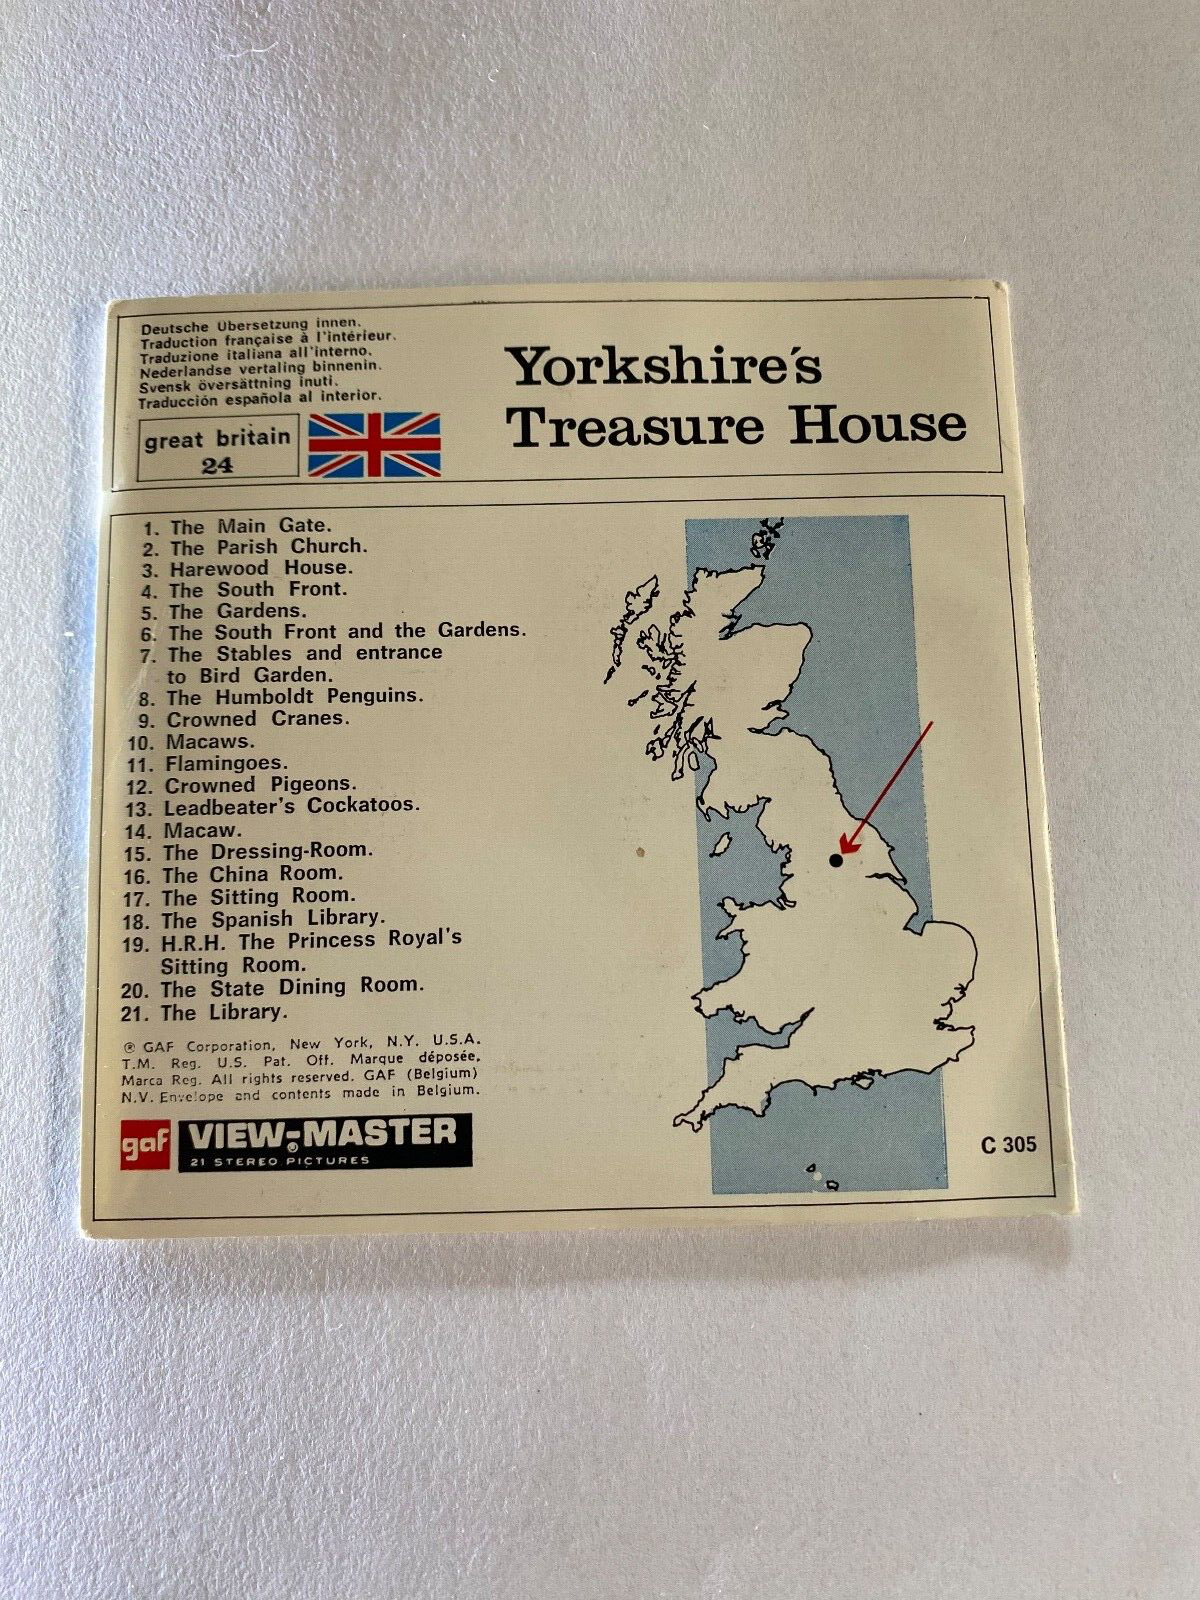 Deutsche Übersetzung innen.
Traduction française à l'intérieur.
Traduzione italiana all'interno.
Nederlandse vertaling binnenin.
Svensk översättning inuti.
Traducción española al interior.
great britain
24
Yorkshire's
Treasure House
1. The Main Gate.
2. The Parish Church.
3. Harewood House.
4. The South Front.
5. The Gardens.
6. The South Front and the Gardens.
7. The Stables and entrance
to Bird Garden.
8. The Humboldt Penguins.
9. Crowned Cranes.
10. Macaws.
11. Flamingoes.
12. Crowned Pigeons.
13. Leadbeater's Cockatoos.
14. Macaw.
15. The Dressing-Room.
16. The China Room.
17. The Sitting Room.
18. The Spanish Library.
19. H.R.H. The Princess Royal's
Sitting Room.
20. The State Dining Room.
21. The Library.
® GAF Corporation, New York, N.Y. U.S.A.
T.M. Reg. U.S. Pat. Off. Marque déposée,
Marca Reg. All rights reserved. GAF (Belgium)
N.V. Envelope and contents made in Belgium.
gaf VIEW-MASTER
21 STEREO PICTURES
C 305